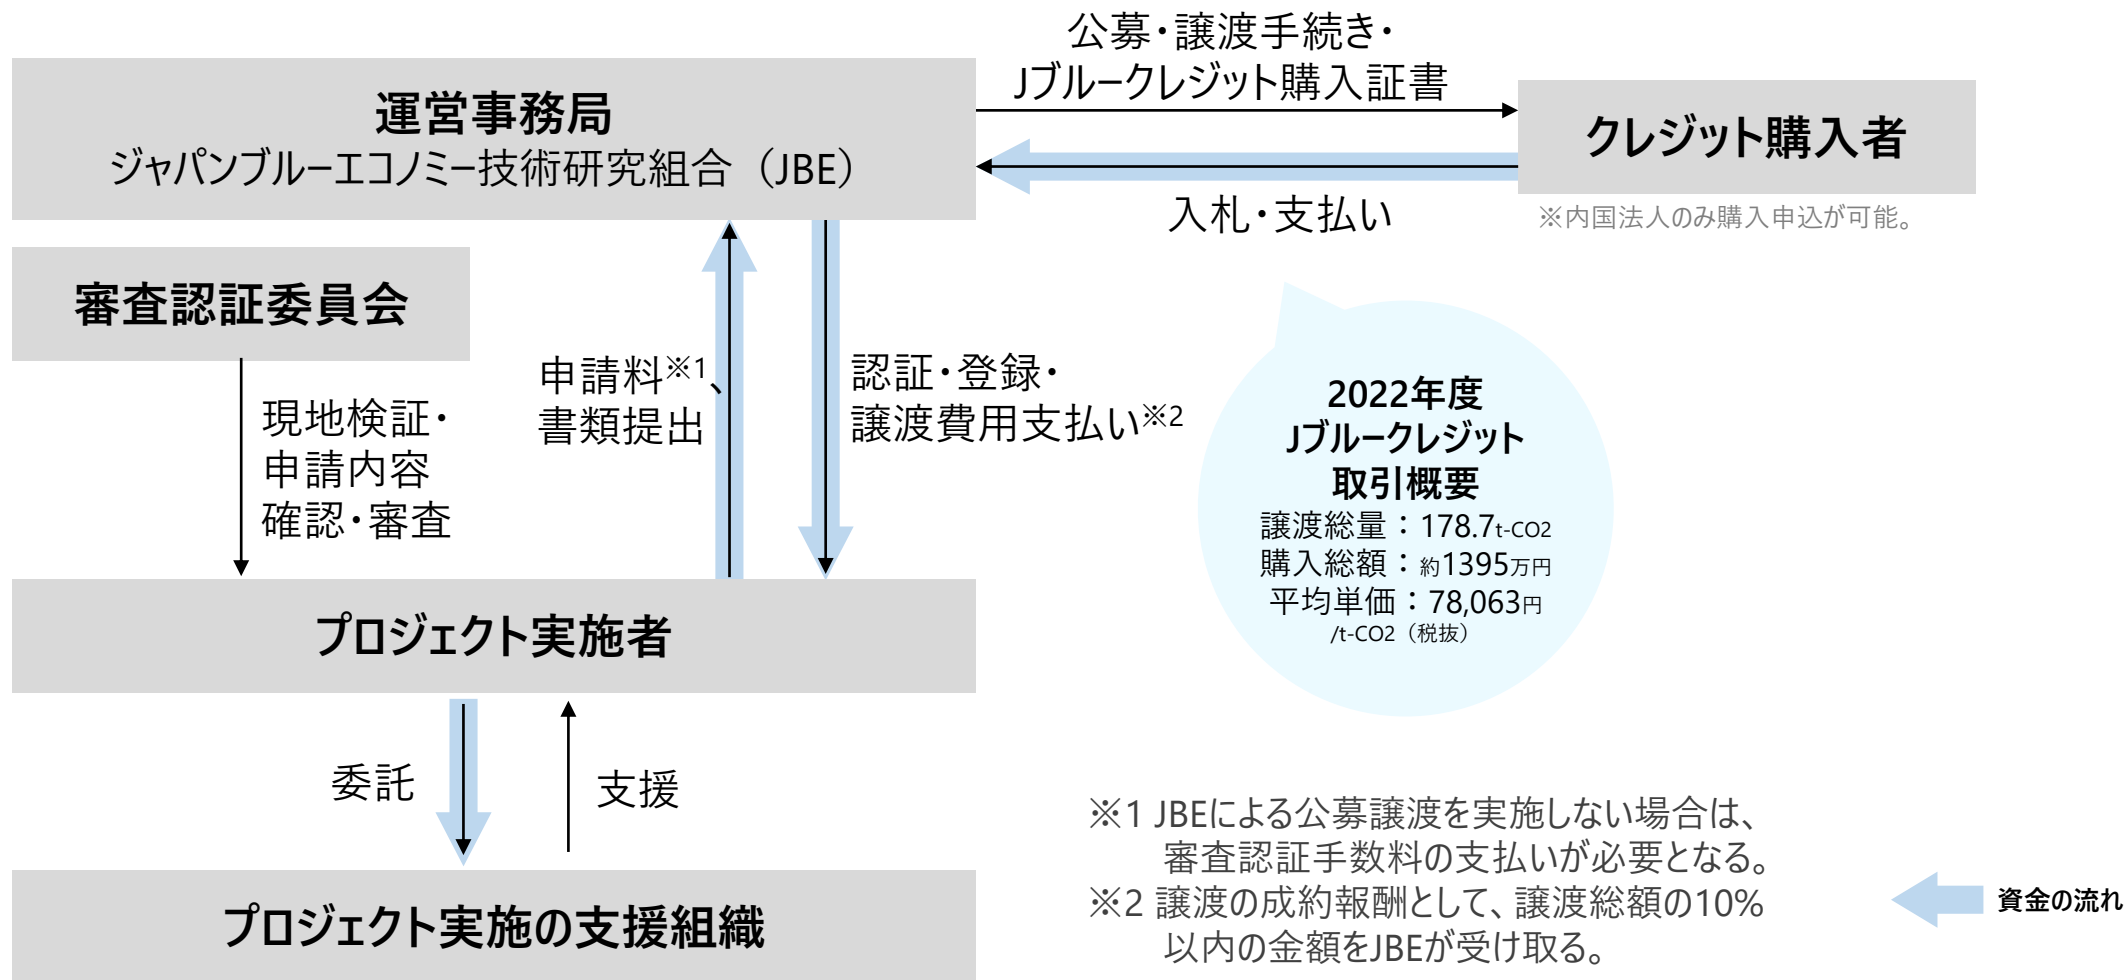 公募・譲渡手続き・
Jブルークレジット購入証書
運営事務局
ジャパンブルーエコノミー技術研究組合（JBE）
クレジット購入者
入札・支払い
※内国法人のみ購入申込が可能。
審査認証委員会
現地検証・
申請内容
確認・審査
申請料※1、
書類提出
認証・登録・
譲渡費用支払い※2
2022年度
Jブルークレジット
取引概要
譲渡総量：178.7t-CO2
購入総額：約1395万円
平均単価：78,063円
/t-CO2（税抜）
プロジェクト実施者
委託
支援
プロジェクト実施の支援組織
※1 JBEによる公募譲渡を実施しない場合は、
審査認証手数料の支払いが必要となる。
※2 譲渡の成約報酬として、譲渡総額の10%
以内の金額をJBEが受け取る。
資金の流れ